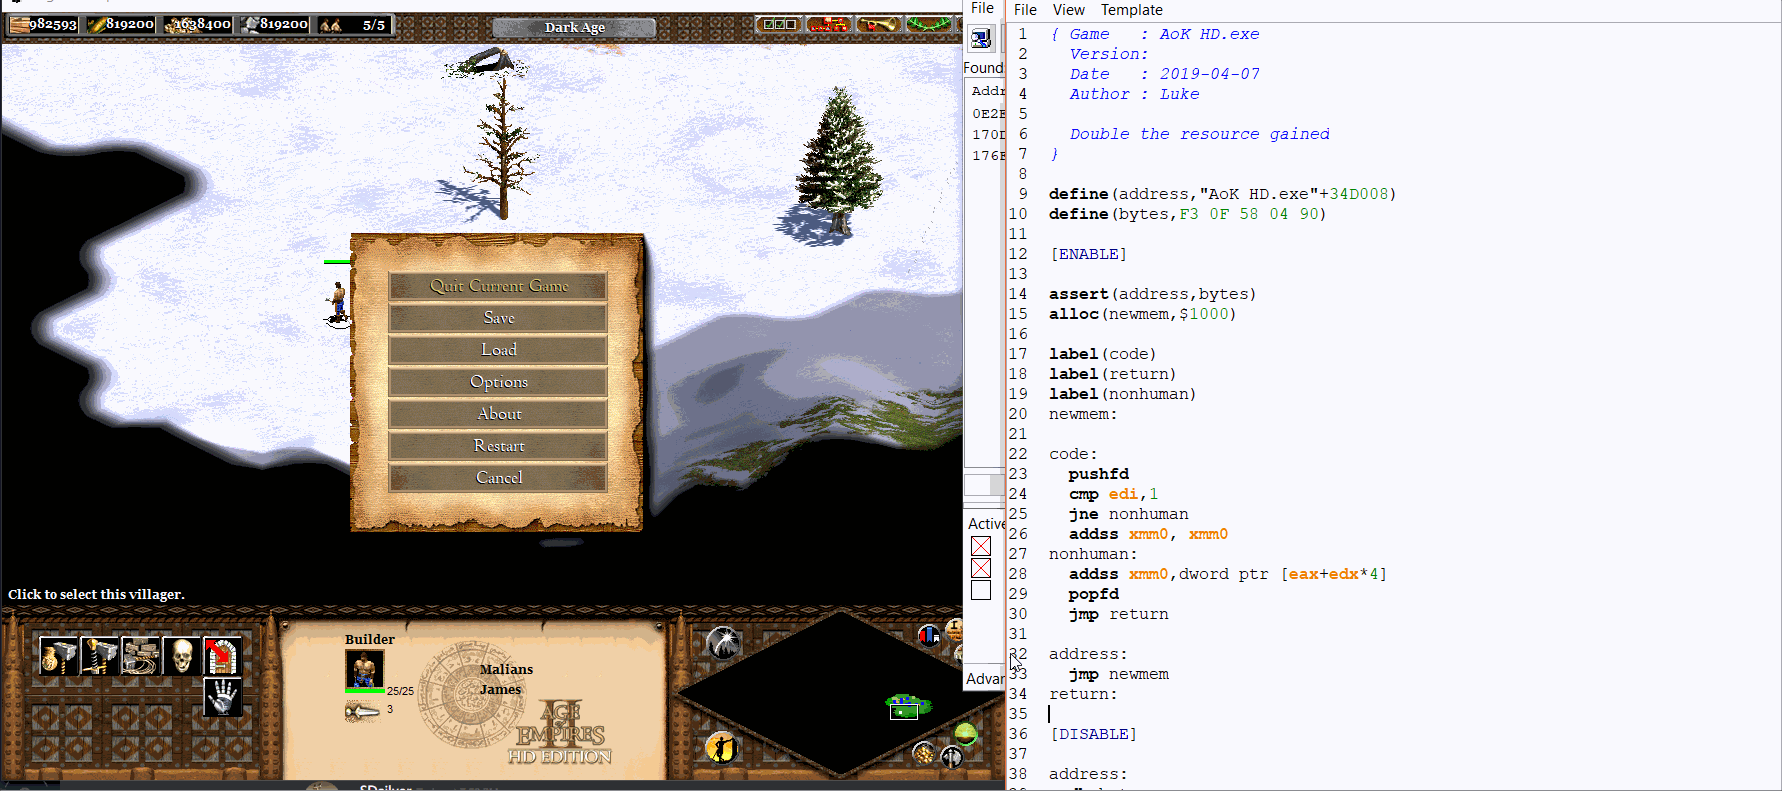 982593 819200 1638400 819200 5/5
Dark Age
Quit Current Game
Save
Load
Options
About
Restart
Cancel
Click to select this villager.
Builder
25/25
3
Malians
James
AGE
OF
EMPIRES
II
HD EDITION
File
Found:
Active
File View Template
1 { Game   : AoK HD.exe
2   Version:
3   Date   : 2019-04-07
4   Author : Luke
5
6   Double the resource gained
7 }
8
9 define(address,"AoK HD.exe"+34D008)
10 define(bytes,F3 0F 58 04 90)
11
12 [ENABLE]
13
14 assert(address,bytes)
15 alloc(newmem,$1000)
16
17 label(code)
18 label(return)
19 label(nonhuman)
20 newmem:
21
22 code:
23   pushfd
24   cmp edi,1
25   jne nonhuman
26   addss xmm0, xmm0
27 nonhuman:
28   addss xmm0,dword ptr [eax+edx*4]
29   popfd
30   jmp return
31
32 address:
33   jmp newmem
34 return:
35
36 [DISABLE]
37
38 address: